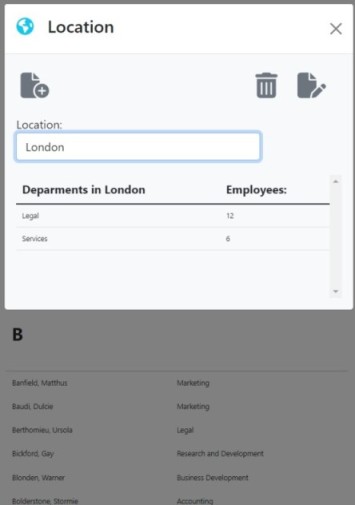 Location
Location:
London
Deparments in London Employees:
Legal 12
Services 6
B
Banfield, Matthus Marketing
Baudi, Dulcie Marketing
Berthomieu, Ursola Legal
Bickford, Gay Research and Development
Blonden, Warner Business Development
Bolderstone, Stormie Accounting